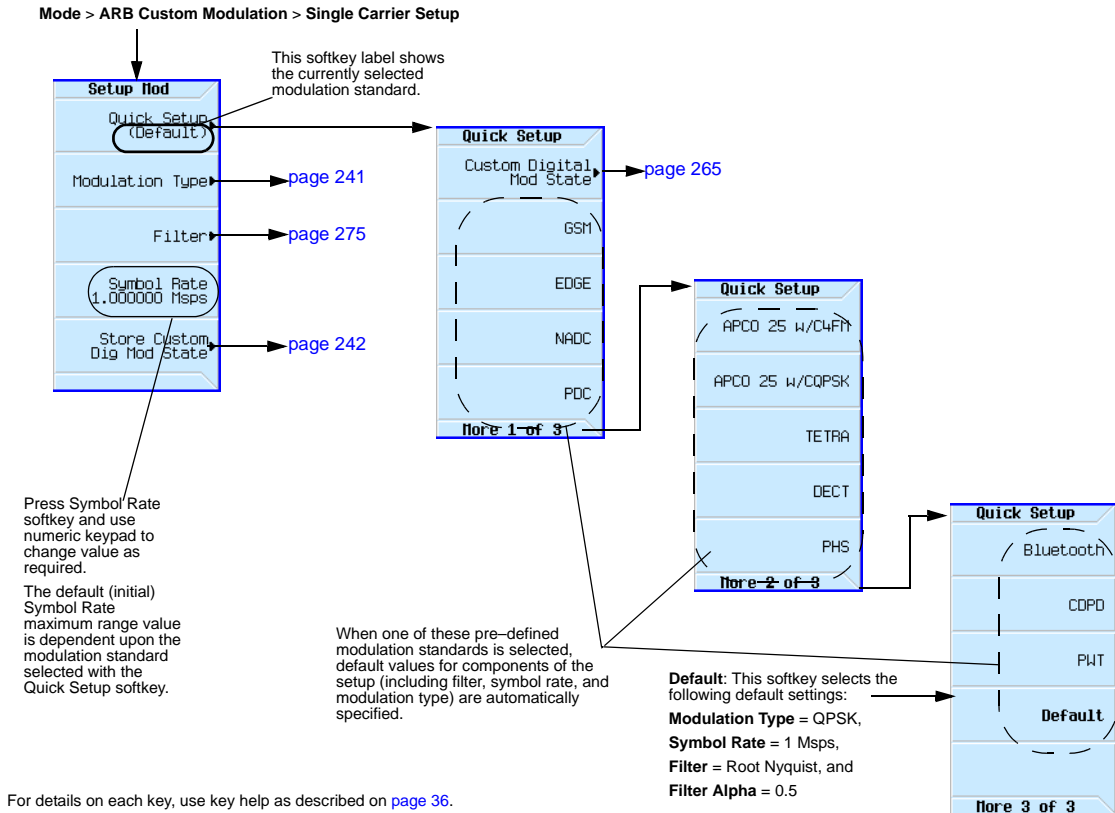 Mode > ARB Custom Modulation > Single Carrier Setup
This softkey label shows
the currently selected
modulation standard.
Setup Mod
Quick Setup
(Default)
Modulation Type
page 241
Filter
page 275
Symbol Rate
1.000000 Msps
Store Custom
Dig Mod State
page 242
Quick Setup
Custom Digital
Mod State
page 265
GSM
EDGE
NADC
PDC
More 1 of 3
Quick Setup
APCO 25 w/C4FM
APCO 25 w/CQPSK
TETRA
DECT
PHS
More 2 of 3
Quick Setup
Bluetooth
CDPD
PWT
Default
More 3 of 3
Press Symbol Rate
softkey and use
numeric keypad to
change value as
required.
The default (initial)
Symbol Rate
maximum range value
is dependent upon the
modulation standard
selected with the
Quick Setup softkey.
When one of these pre–defined
modulation standards is selected,
default values for components of the
setup (including filter, symbol rate, and
modulation type) are automatically
specified.
Default: This softkey selects the
following default settings:
Modulation Type = QPSK,
Symbol Rate = 1 Msps,
Filter = Root Nyquist, and
Filter Alpha = 0.5
For details on each key, use key help as described on page 36.